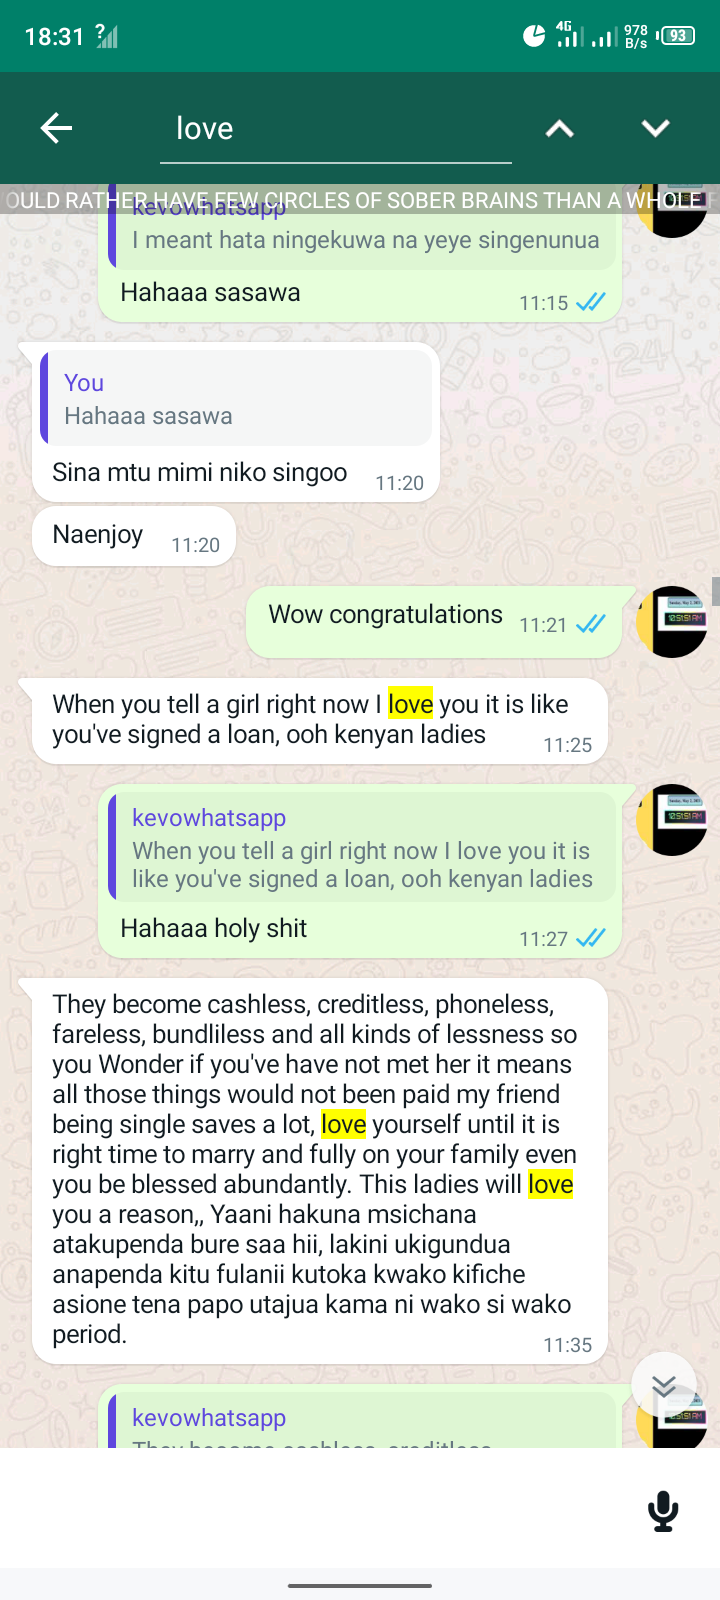 18:31
4G
978
B/s
93
love
OULD RATHER HAVE FEW CIRCLES OF SOBER BRAINS THAN A WHOLE
kevowhatsapp
I meant hata ningekuwa na yeye singenunua
Hahaaa sasawa
11:15
You
Hahaaa sasawa
Sina mtu mimi niko singoo
11:20
Naenjoy
11:20
Wow congratulations
11:21
When you tell a girl right now I love you it is like
you've signed a loan, ooh kenyan ladies
11:25
kevowhatsapp
When you tell a girl right now I love you it is
like you've signed a loan, ooh kenyan ladies
Hahaaa holy shit
11:27
They become cashless, creditless, phoneless,
fareless, bundliless and all kinds of lessness so
you Wonder if you've have not met her it means
all those things would not been paid my friend
being single saves a lot, love yourself until it is
right time to marry and fully on your family even
you be blessed abundantly. This ladies will love
you a reason,, Yaani hakuna msichana
atakupenda bure saa hii, lakini ukigundua
anapenda kitu fulanii kutoka kwako kifiche
asione tena papo utajua kama ni wako si wako
period.
11:35
kevowhatsapp
They become cashless, creditless